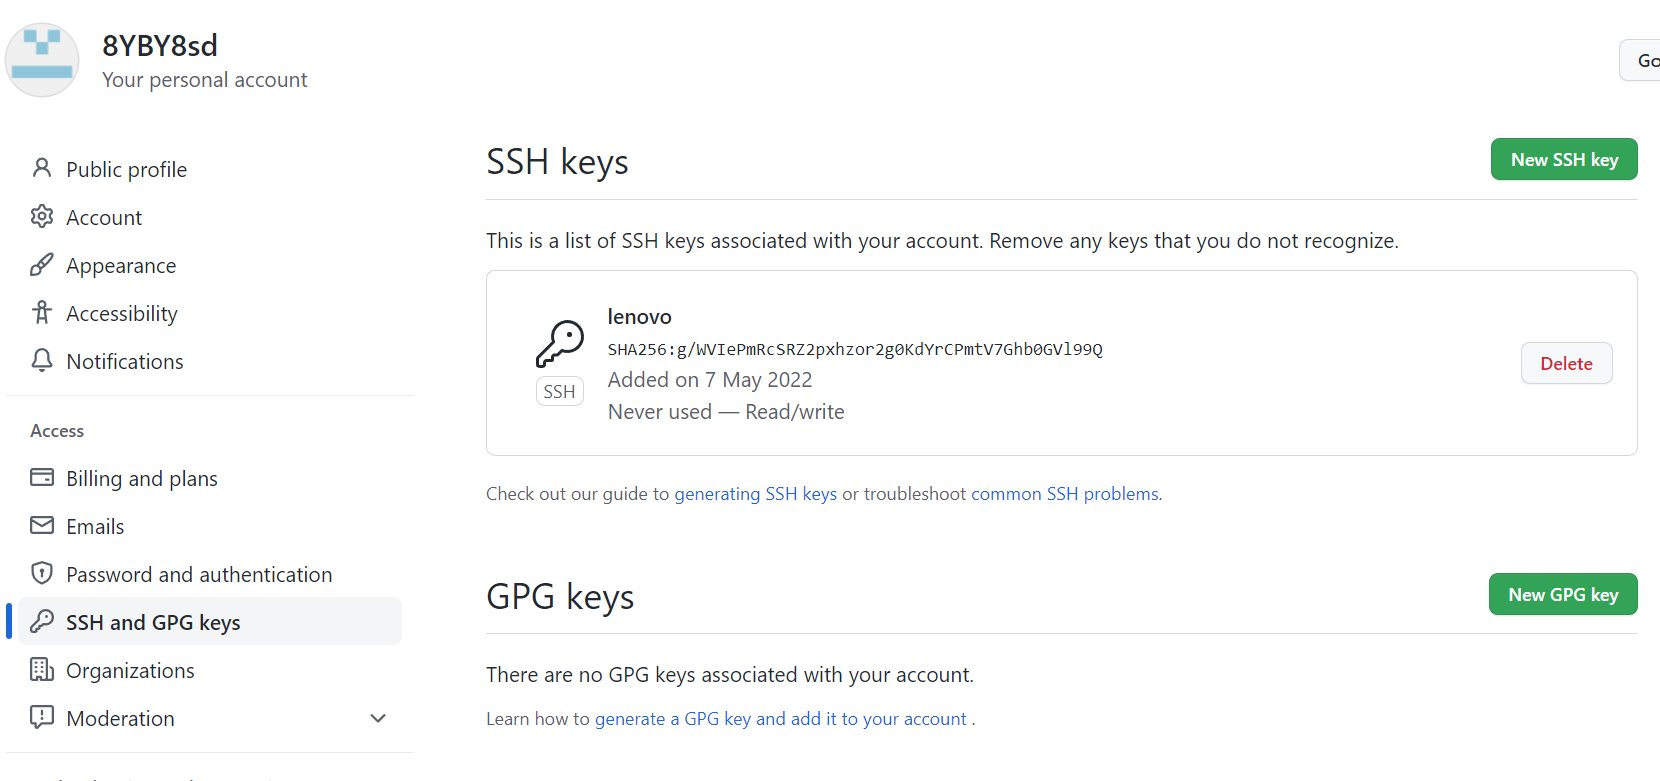 8YBY8sd
Your personal account
Go
Public profile
Account
Appearance
Accessibility
Notifications
Access
Billing and plans
Emails
Password and authentication
SSH and GPG keys
Organizations
Moderation
SSH keys
New SSH key
This is a list of SSH keys associated with your account. Remove any keys that you do not recognize.
SSH
lenovo
SHA256:g/WVIePmRcSRZ2pxhzor2g0KdYrCPmtV7Ghb0GVl99Q
Added on 7 May 2022
Never used — Read/write
Delete
Check out our guide to generating SSH keys or troubleshoot common SSH problems.
GPG keys
New GPG key
There are no GPG keys associated with your account.
Learn how to generate a GPG key and add it to your account .